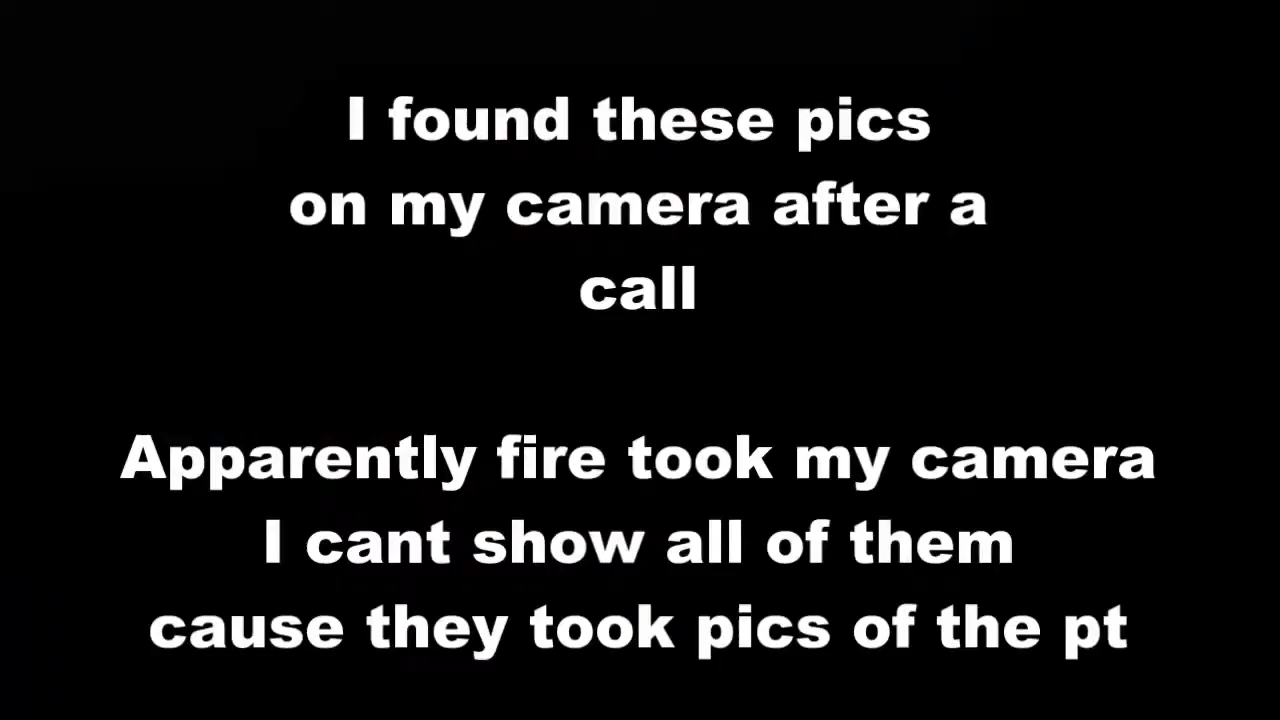 I found these pics
on my camera after a
call
Apparently fire took my camera
I cant show all of them
cause they took pics of the pt